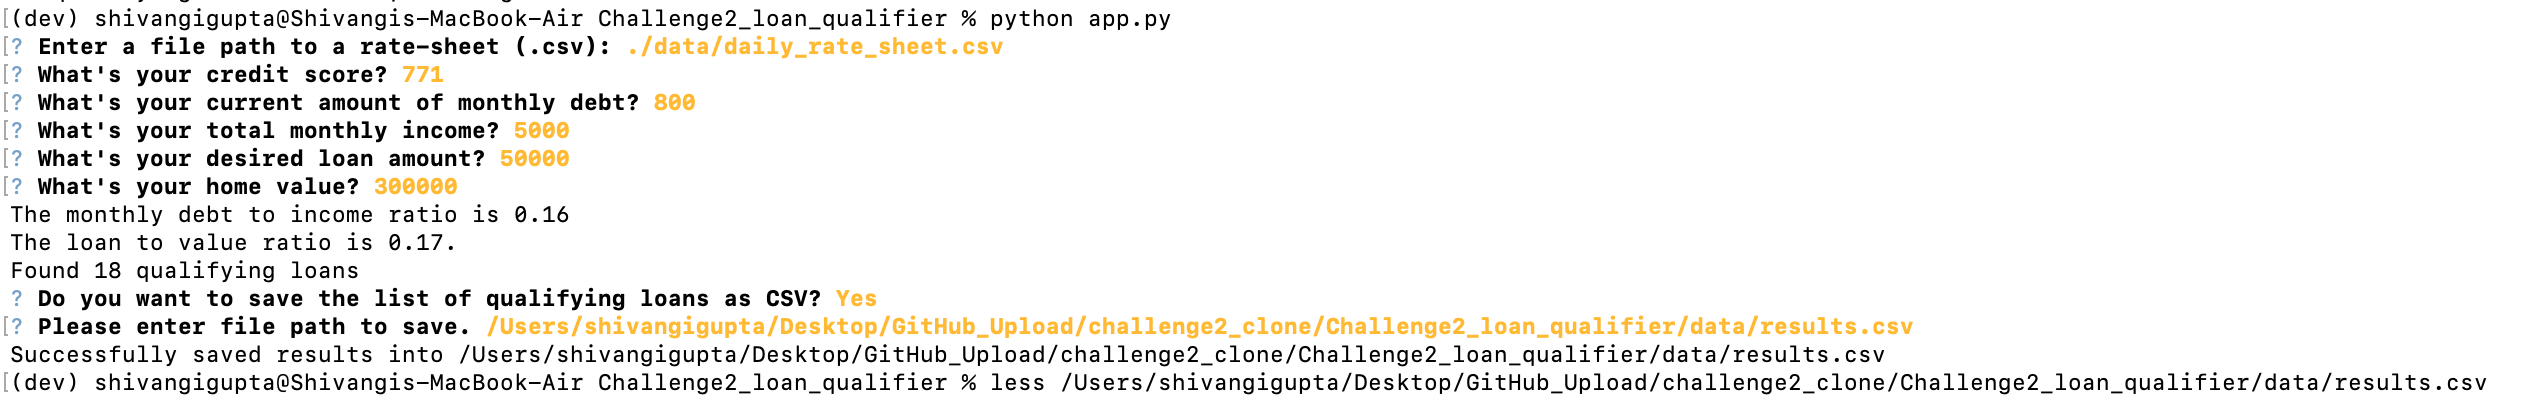 [(dev) shivangigupta@Shivangis-MacBook-Air Challenge2_loan_qualifier % python app.py
[? Enter a file path to a rate-sheet (.csv): ./data/daily_rate_sheet.csv
[? What's your credit score? 771
[? What's your current amount of monthly debt? 800
[? What's your total monthly income? 5000
[? What's your desired loan amount? 50000
[? What's your home value? 300000
The monthly debt to income ratio is 0.16
The loan to value ratio is 0.17.
Found 18 qualifying loans
? Do you want to save the list of qualifying loans as CSV? Yes
[? Please enter file path to save. /Users/shivangigupta/Desktop/GitHub_Upload/challenge2_clone/Challenge2_loan_qualifier/data/results.csv
Successfully saved results into /Users/shivangigupta/Desktop/GitHub_Upload/challenge2_clone/Challenge2_loan_qualifier/data/results.csv
[(dev) shivangigupta@Shivangis-MacBook-Air Challenge2_loan_qualifier % less /Users/shivangigupta/Desktop/GitHub_Upload/challenge2_clone/Challenge2_loan_qualifier/data/results.csv